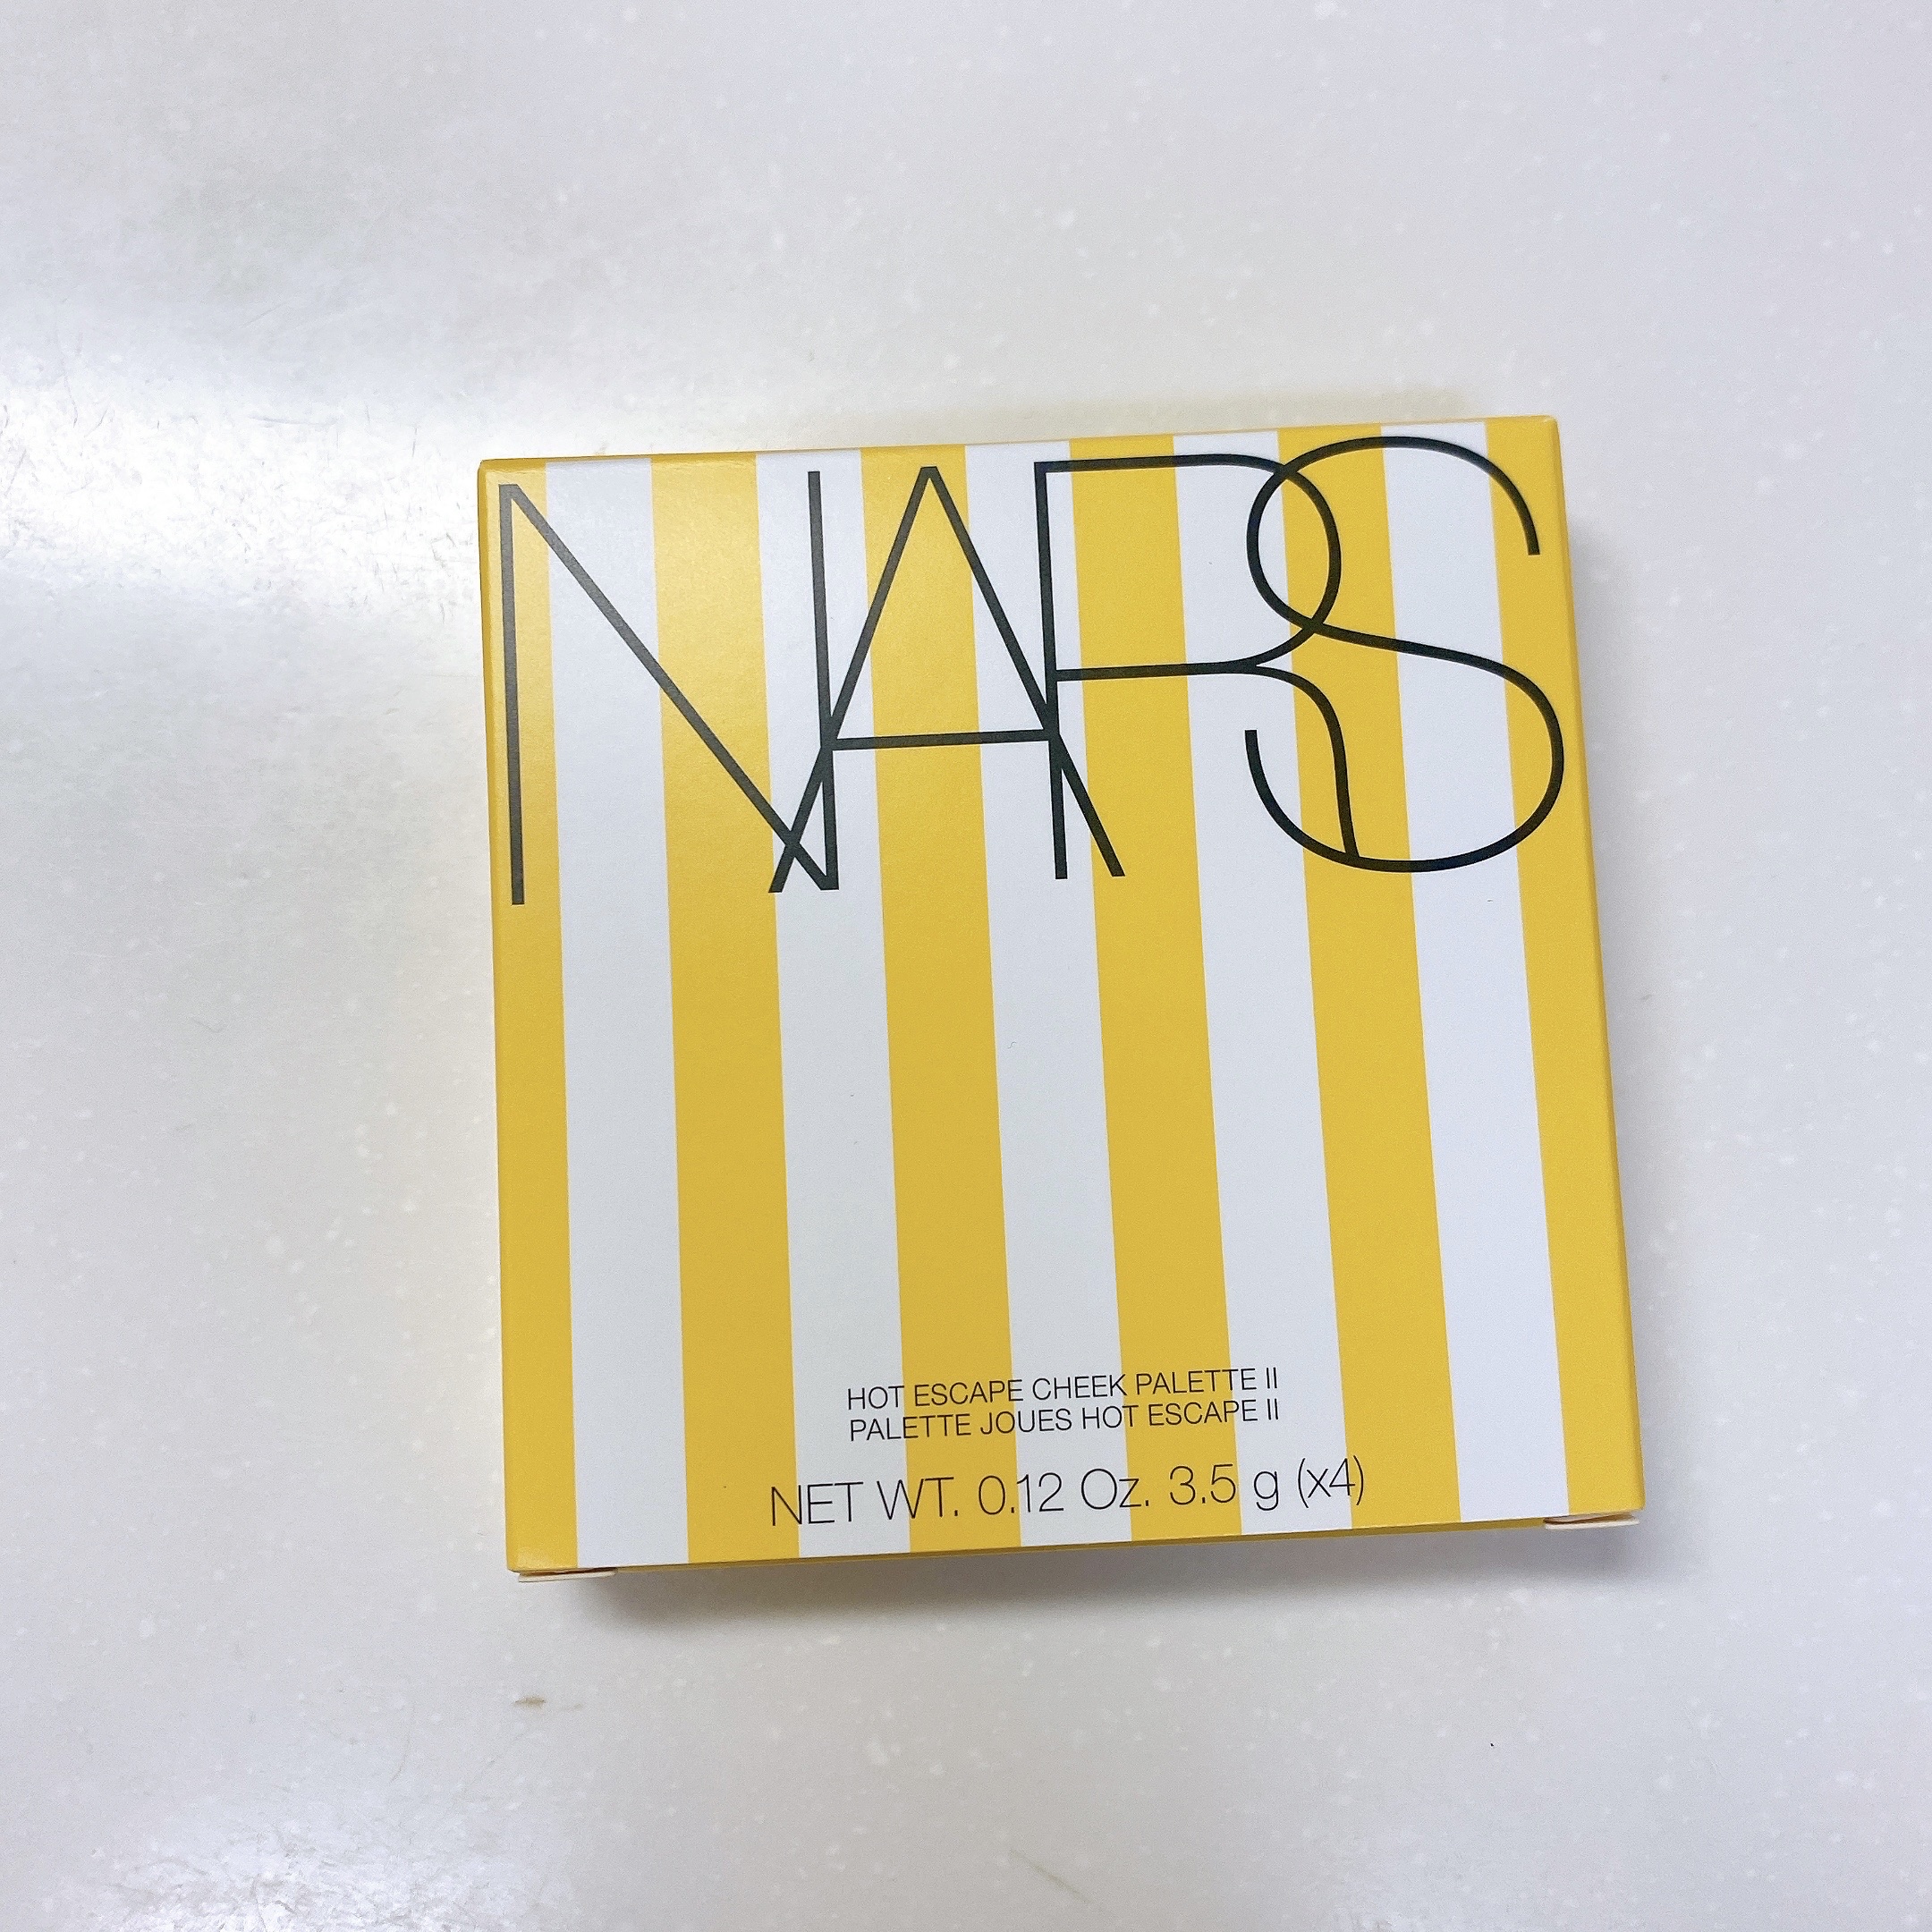 NARS
HOT ESCAPE CHEEK PALETTE II
PALETTE JOUES HOT ESCAPE II
NET WT. 0.12 Oz. 3.5 g (x4)